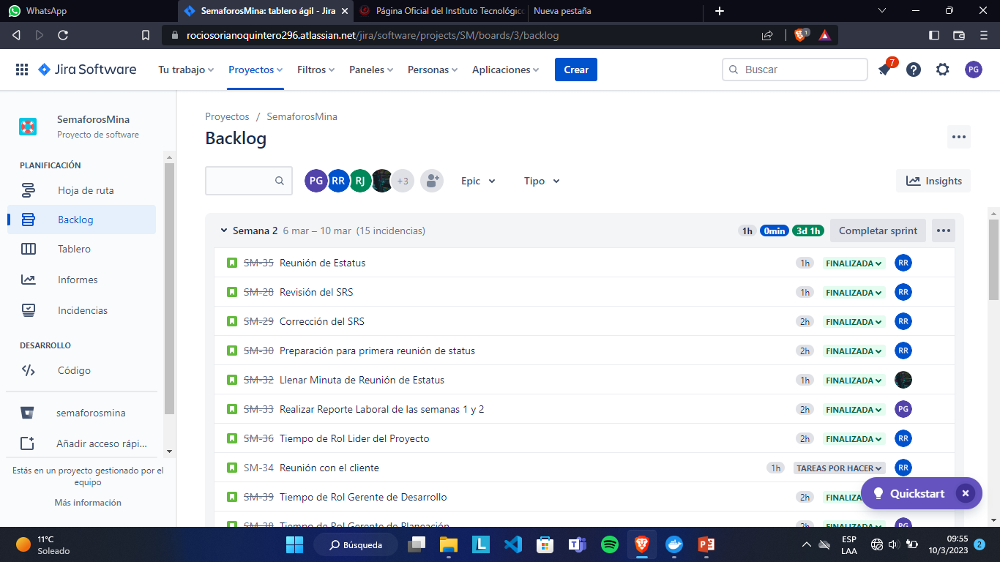 WhatsApp
SemaforosMina: tablero ágil - Jira
Página Oficial del Instituto Tecnológico
Nueva pestaña
rociosorianoquintero296.atlassian.net/jira/software/projects/SM/boards/3/backlog
1
Jira Software
Tu trabajo
Proyectos
Filtros
Paneles
Personas
Aplicaciones
Crear
Buscar
7
PG
SemaforosMina
Proyecto de software
PLANIFICACIÓN
Hoja de ruta
Backlog
Tablero
Informes
Incidencias
DESARROLLO
Código
semaforosmina
Añadir acceso rápi...
Estás en un proyecto gestionado por el
equipo
Más información
Proyectos / SemaforosMina
Backlog
PG RR RJ +3
Epic
Tipo
Insights
Semana 2 6 mar – 10 mar (15 incidencias) 1h 0min 3d 1h Completar sprint
SM-35 Reunión de Estatus 1h FINALIZADA RR
SM-28 Revisión del SRS 1h FINALIZADA RR
SM-29 Corrección del SRS 2h FINALIZADA RR
SM-30 Preparación para primera reunión de status 2h FINALIZADA RR
SM-32 Llenar Minuta de Reunión de Estatus 1h FINALIZADA
SM-33 Realizar Reporte Laboral de las semanas 1 y 2 2h FINALIZADA PG
SM-36 Tiempo de Rol Lider del Proyecto 2h FINALIZADA RR
SM-34 Reunión con el cliente 1h TAREAS POR HACER RR
SM-39 Tiempo de Rol Gerente de Desarrollo 2h FINALIZA
SM-38 Tiempo de Rol Gerente de Planeación 2h FINALIZADA PG
Quickstart
11°C
Soleado
Búsqueda
ESP
LAA
09:55
10/3/2023
2